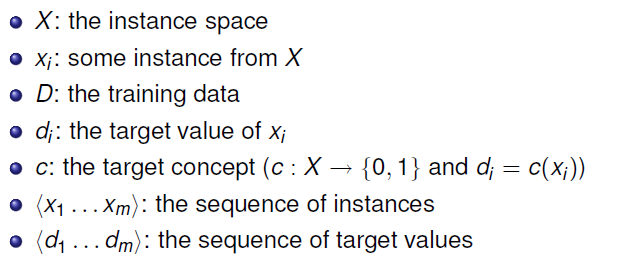 X: the instance space
xᵢ: some instance from X
D: the training data
dᵢ: the target value of xᵢ
c: the target concept (c : X → {0, 1} and dᵢ = c(xᵢ))
⟨x₁ . . . xₘ⟩: the sequence of instances
⟨d₁ . . . dₘ⟩: the sequence of target values